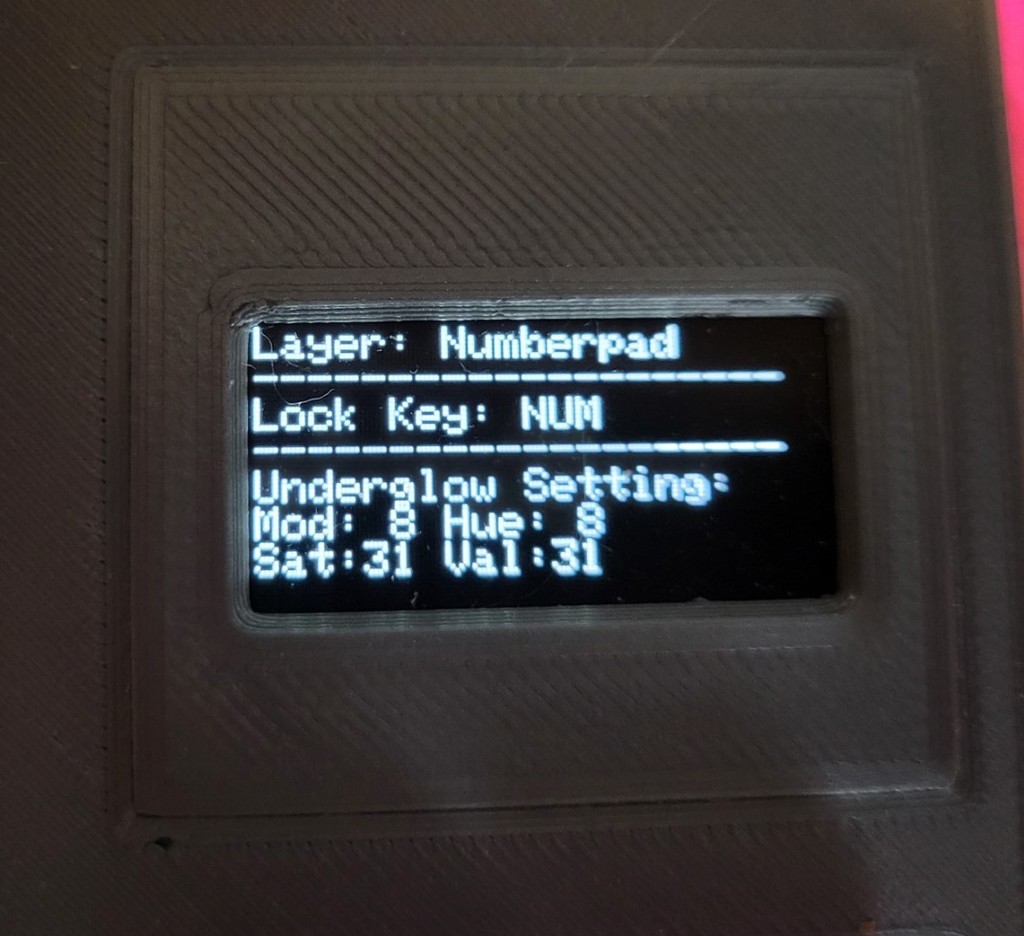 Layer: Numberpad
--------------------
Lock Key: NUM
--------------------
Underglow Setting:
Mod: 8 Hue: 8
Sat:31 Val:31